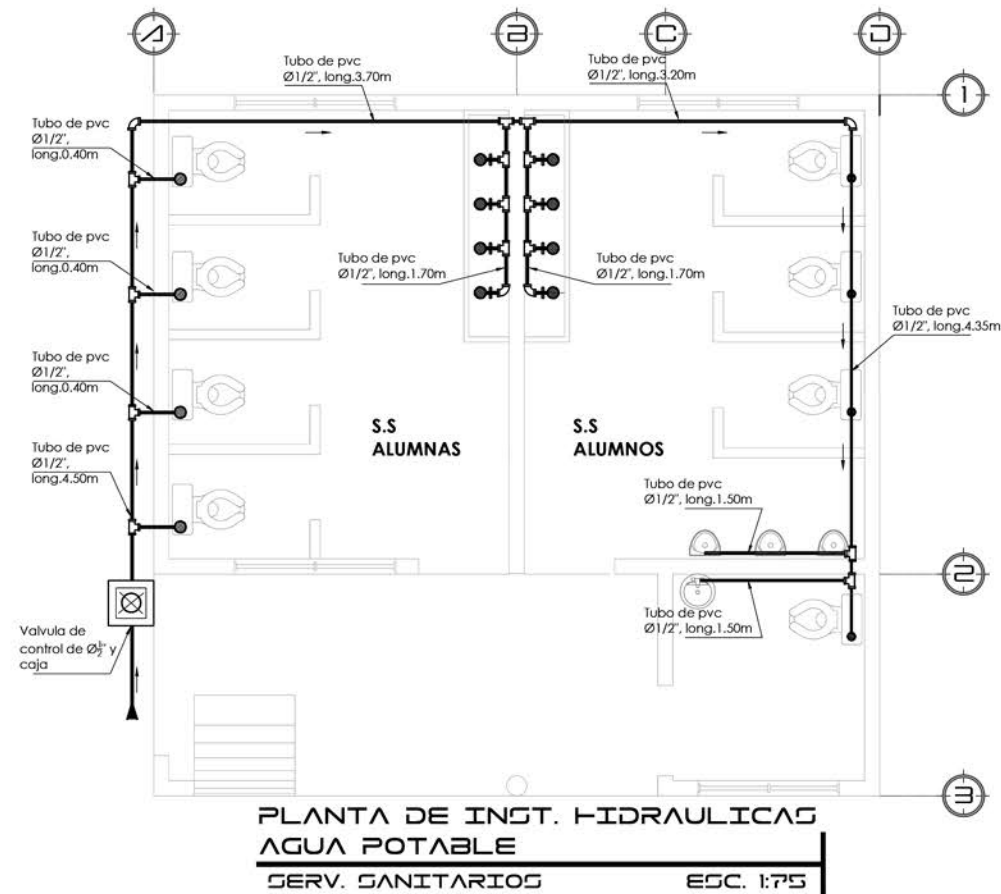 A
B
C
D
1
Tubo de pvc
Ø1/2", long.3.70m
Tubo de pvc
Ø1/2", long.3.20m
Tubo de pvc
Ø1/2",
long.0.40m
Tubo de pvc
Ø1/2",
long.0.40m
Tubo de pvc
Ø1/2", long.1.70m
Tubo de pvc
Ø1/2", long.1.70m
Tubo de pvc
Ø1/2", long.4.35m
Tubo de pvc
Ø1/2",
long.0.40m
S.S
ALUMNAS
S.S
ALUMNOS
Tubo de pvc
Ø1/2",
long.4.50m
Tubo de pvc
Ø1/2", long.1.50m
2
Tubo de pvc
Ø1/2", long.1.50m
Valvula de
control de Ø1/2" y
caja
3
PLANTA DE INST. HIDRAULICAS
AGUA POTABLE
SERV. SANITARIOS ESC. 1:75